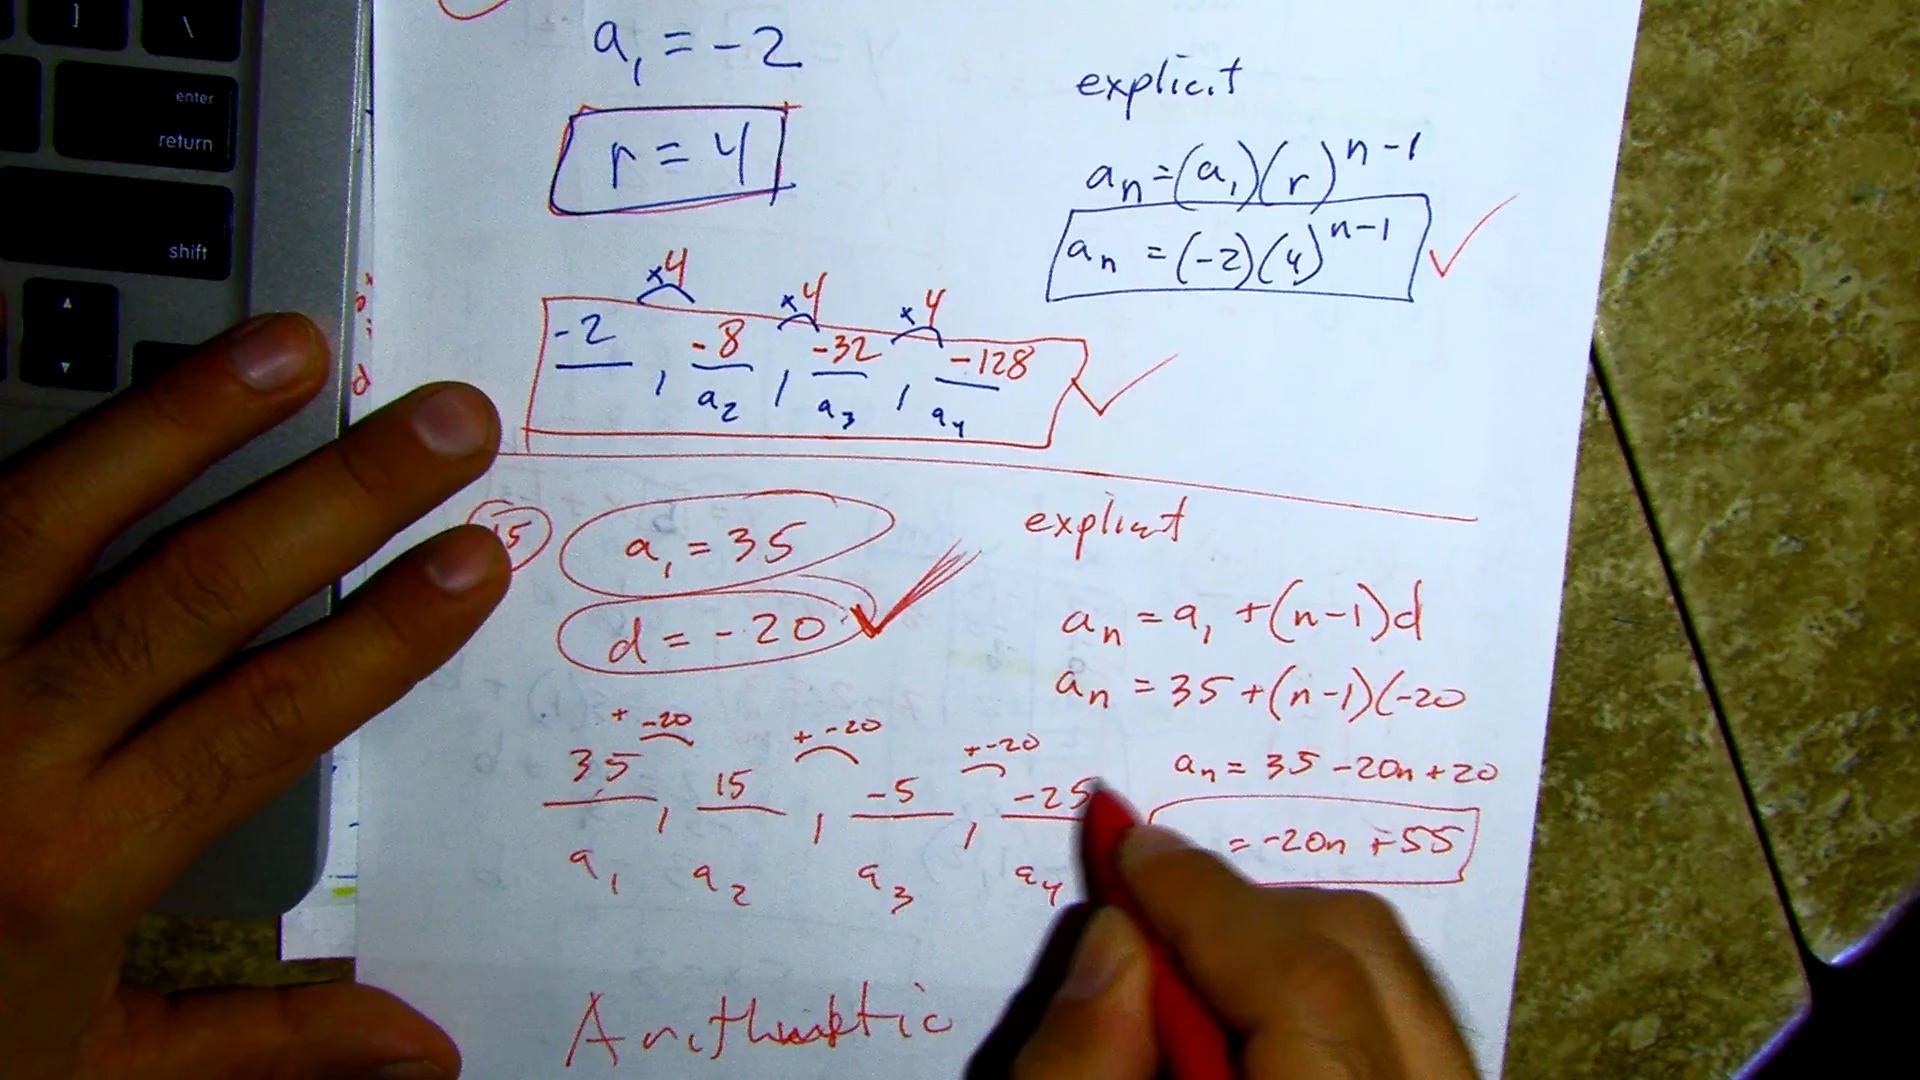 ]
\
enter
return
shift
a₁ = -2
r = 4
explicit
aₙ = (a₁)(r)ⁿ⁻¹
aₙ = (-2)(4)ⁿ⁻¹
×4 ×4 ×4
-2 , -8 , -32 , -128
a₂ a₃ a₄
15
a₁ = 35
d = -20
explicit
aₙ = a₁ + (n-1)d
aₙ = 35 + (n-1)(-20
aₙ = 35 - 20n + 20
= -20n + 55
+ -20 + -20 + -20
35 , 15 , -5 , -25
a₁ a₂ a₃ a₄
Arithmetic